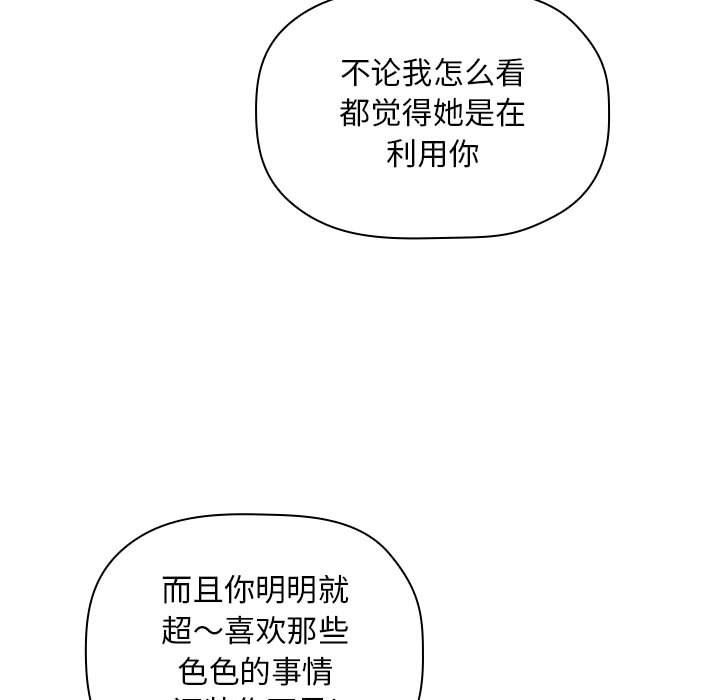 不论我怎么看
都觉得她是在
利用你
而且你明明就
超～喜欢那些
色色的事情